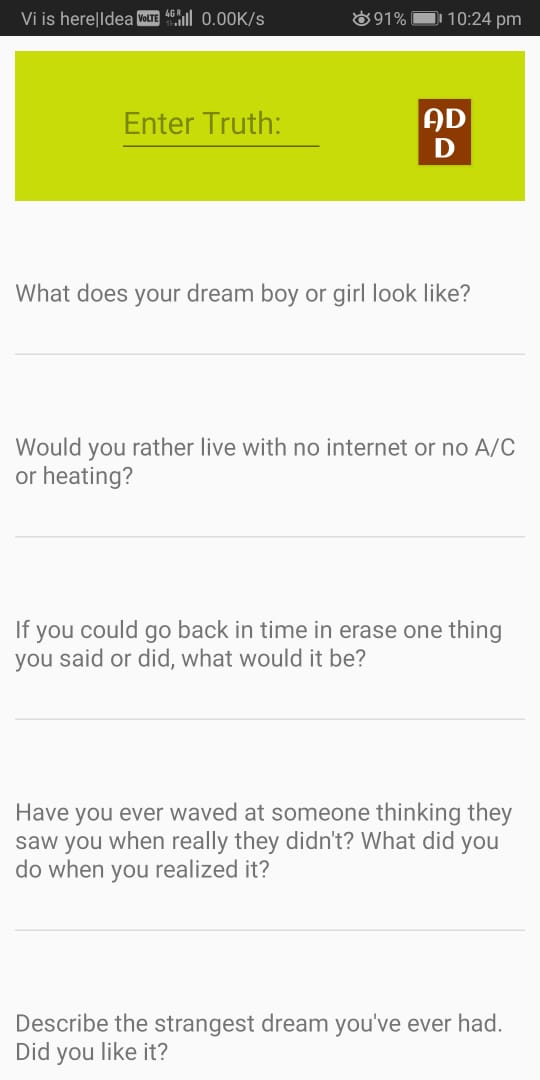 Vi is here|Idea VoLTE 4G R 0.00K/s 91% 10:24 pm
Enter Truth:
AD
D
What does your dream boy or girl look like?
Would you rather live with no internet or no A/C
or heating?
If you could go back in time in erase one thing
you said or did, what would it be?
Have you ever waved at someone thinking they
saw you when really they didn't? What did you
do when you realized it?
Describe the strangest dream you've ever had.
Did you like it?